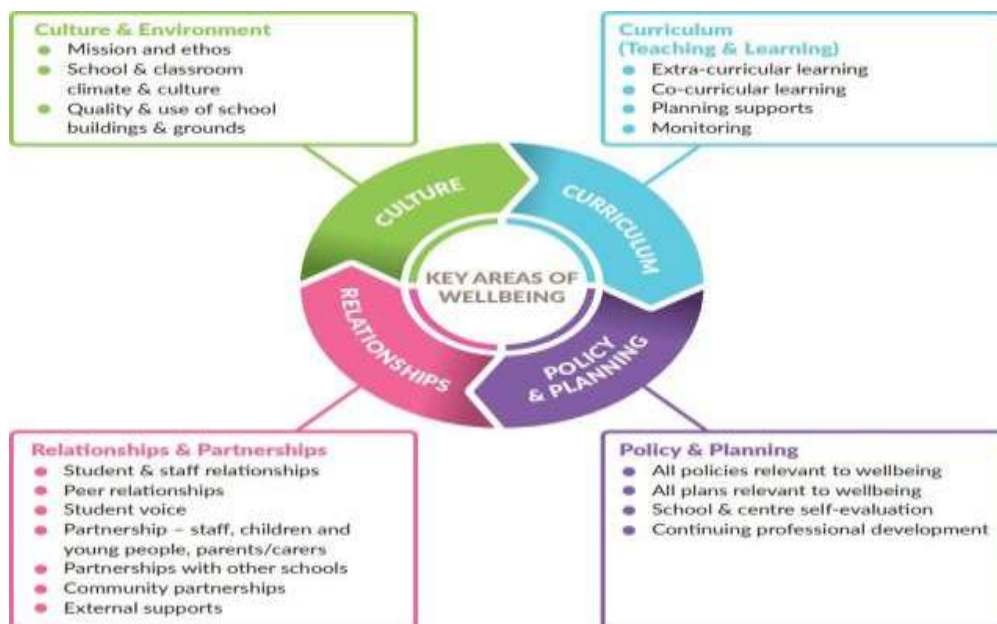 Culture & Environment
Mission and ethos
School & classroom
climate & culture
Quality & use of school
buildings & grounds
Curriculum
(Teaching & Learning)
Extra-curricular learning
Co-curricular learning
Planning supports
Monitoring
CULTURE
CURRICULUM
KEY AREAS OF
WELLBEING
RELATIONSHIPS
POLICY
& PLANNING
Relationships & Partnerships
Student & staff relationships
Peer relationships
Student voice
Partnership – staff, children and
young people, parents/carers
Partnerships with other schools
Community partnerships
External supports
Policy & Planning
All policies relevant to wellbeing
All plans relevant to wellbeing
School & centre self-evaluation
Continuing professional development